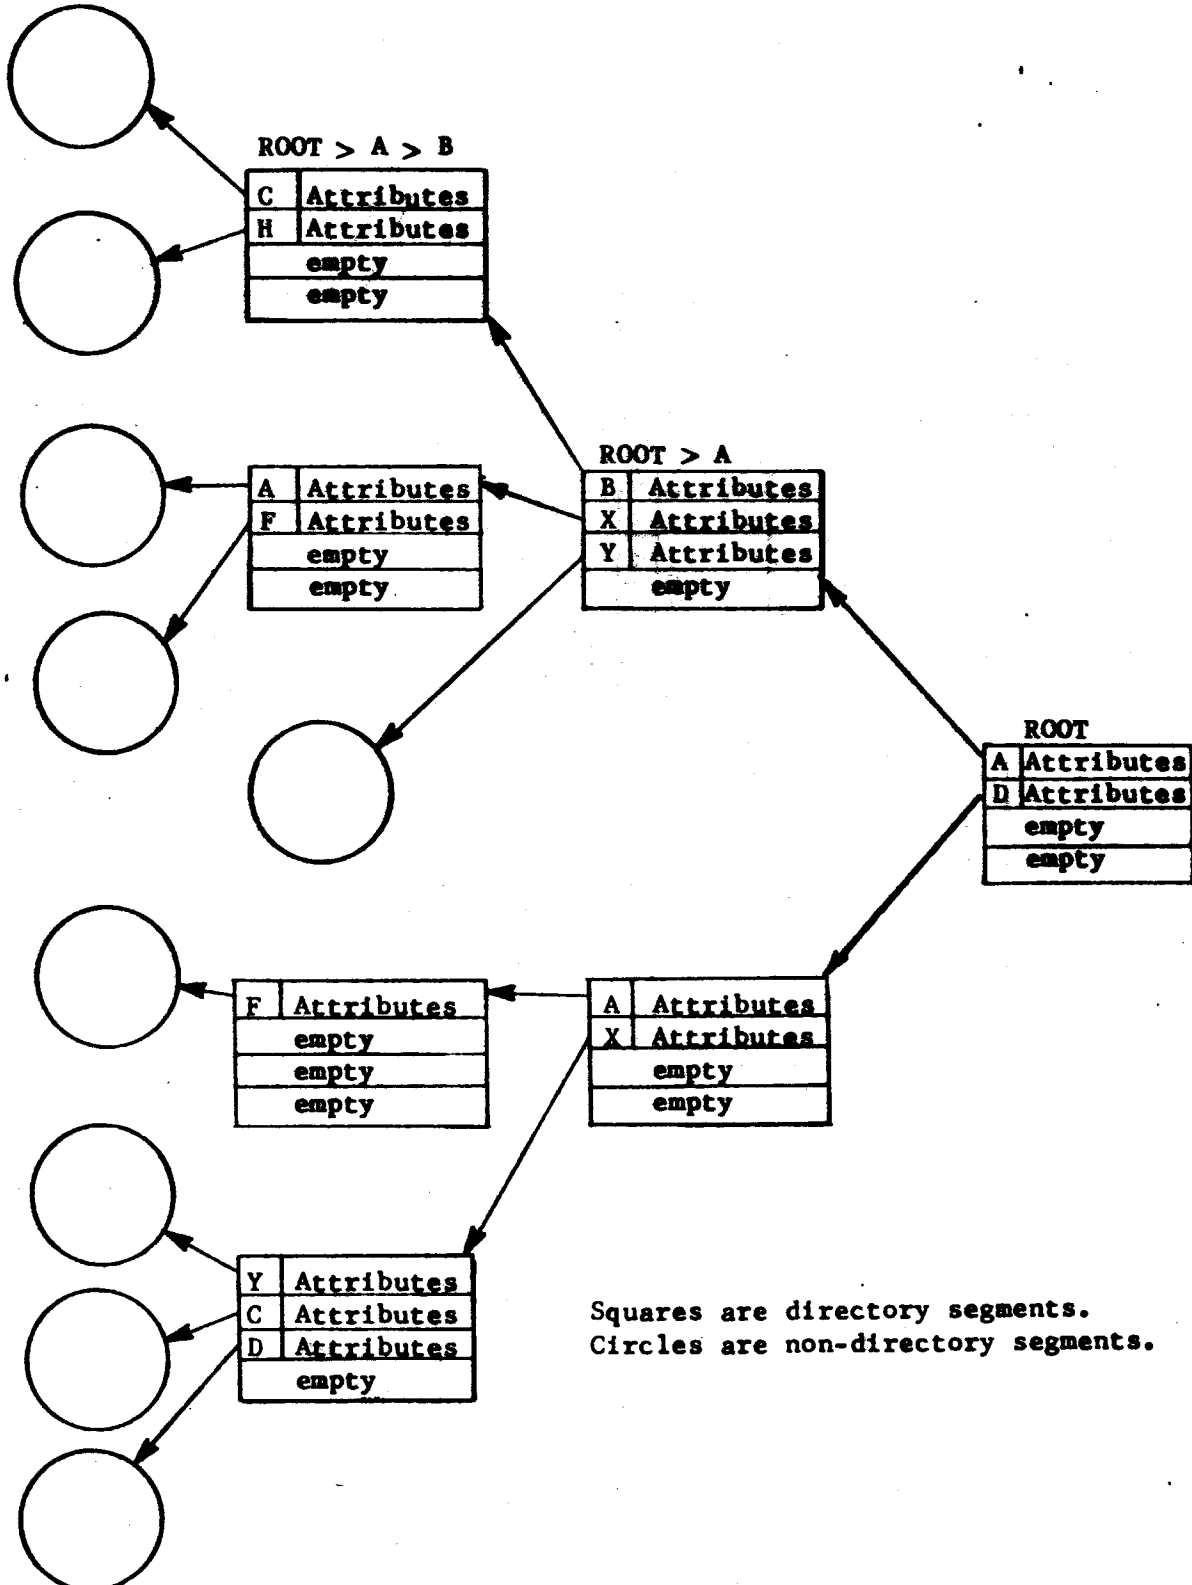 ROOT > A > B
C Attributes
H Attributes
empty
empty
ROOT > A
B Attributes
X Attributes
Y Attributes
empty
A Attributes
F Attributes
empty
empty
ROOT
A Attributes
D Attributes
empty
empty
A Attributes
X Attributes
empty
empty
F Attributes
empty
empty
empty
Y Attributes
C Attributes
D Attributes
empty
Squares are directory segments.
Circles are non-directory segments.